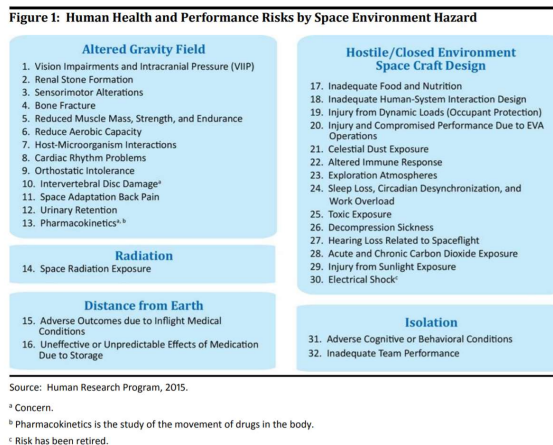 Figure 1: Human Health and Performance Risks by Space Environment Hazard
Altered Gravity Field
1. Vision Impairments and Intracranial Pressure (VIIP)
2. Renal Stone Formation
3. Sensorimotor Alterations
4. Bone Fracture
5. Reduced Muscle Mass, Strength, and Endurance
6. Reduce Aerobic Capacity
7. Host-Microorganism Interactions
8. Cardiac Rhythm Problems
9. Orthostatic Intolerance
10. Intervertebral Disc Damageᵃ
11. Space Adaptation Back Pain
12. Urinary Retention
13. Pharmacokineticsᵃ, ᵇ
Radiation
14. Space Radiation Exposure
Distance from Earth
15. Adverse Outcomes due to Inflight Medical
Conditions
16. Uneffective or Unpredictable Effects of Medication
Due to Storage
Hostile/Closed Environment
Space Craft Design
17. Inadequate Food and Nutrition
18. Inadequate Human-System Interaction Design
19. Injury from Dynamic Loads (Occupant Protection)
20. Injury and Compromised Performance Due to EVA
Operations
21. Celestial Dust Exposure
22. Altered Immune Response
23. Exploration Atmospheres
24. Sleep Loss, Circadian Desynchronization, and
Work Overload
25. Toxic Exposure
26. Decompression Sickness
27. Hearing Loss Related to Spaceflight
28. Acute and Chronic Carbon Dioxide Exposure
29. Injury from Sunlight Exposure
30. Electrical Shockᶜ
Isolation
31. Adverse Cognitive or Behavioral Conditions
32. Inadequate Team Performance
Source: Human Research Program, 2015.
ᵃ Concern.
ᵇ Pharmacokinetics is the study of the movement of drugs in the body.
ᶜ Risk has been retired.